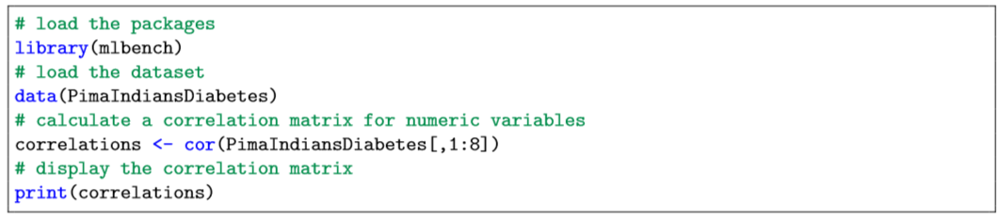 # load the packages
library(mlbench)
# load the dataset
data(PimaIndiansDiabetes)
# calculate a correlation matrix for numeric variables
correlations <- cor(PimaIndiansDiabetes[,1:8])
# display the correlation matrix
print(correlations)